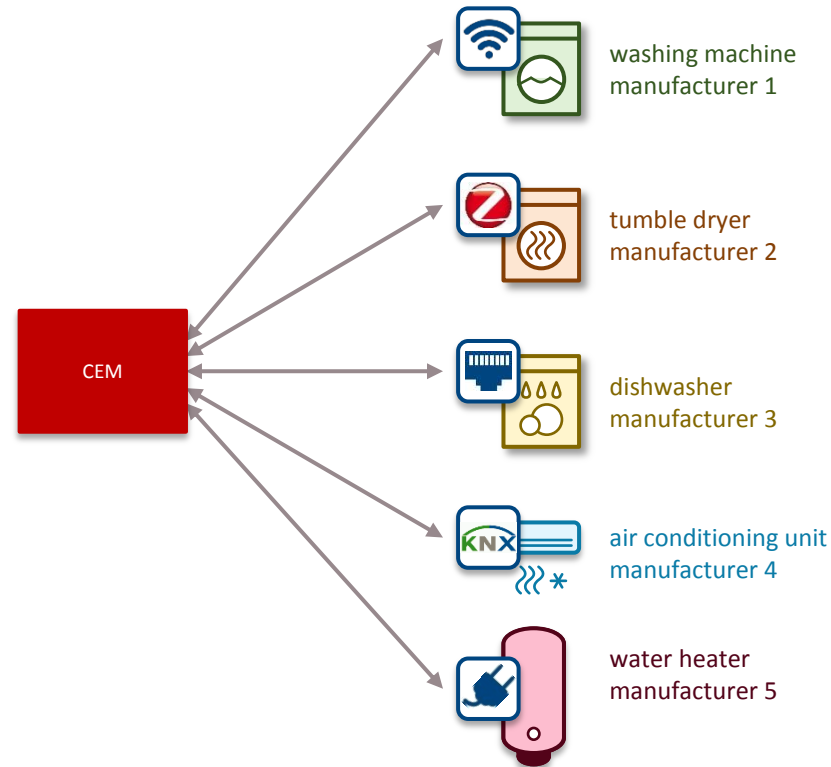 washing machine
manufacturer 1
tumble dryer
manufacturer 2
CEM
dishwasher
manufacturer 3
KNX
air conditioning unit
manufacturer 4
water heater
manufacturer 5